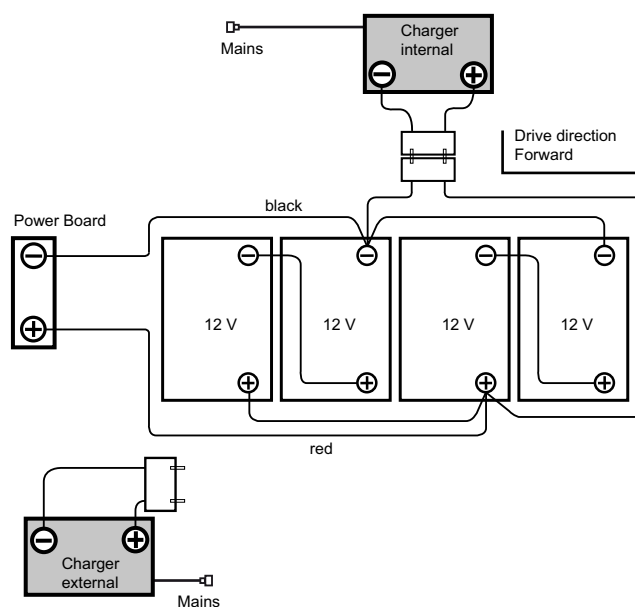 Charger
internal
Mains
Drive direction
Forward
black
Power Board
12 V
12 V
12 V
12 V
red
Charger
external
Mains